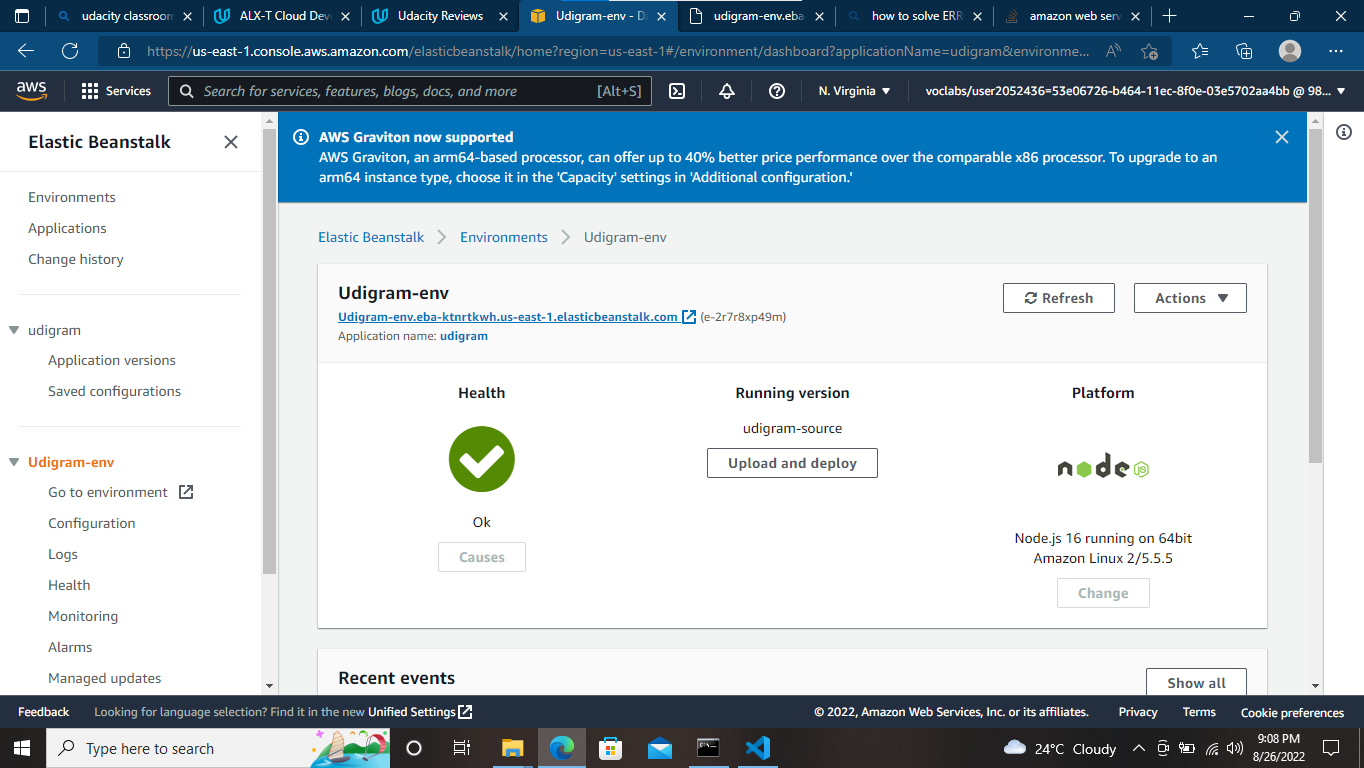 udacity classroom
ALX-T Cloud Deve
Udacity Reviews
Udigram-env - Da
udigram-env.eba
how to solve ERR
amazon web serv
https://us-east-1.console.aws.amazon.com/elasticbeanstalk/home?region=us-east-1#/environment/dashboard?applicationName=udigram&environme...
aws
Services
Search for services, features, blogs, docs, and more
[Alt+S]
N. Virginia
voclabs/user2052436=53e06726-b464-11ec-8f0e-03e5702aa4bb @ 98...
Elastic Beanstalk
Environments
Applications
Change history
udigram
Application versions
Saved configurations
Udigram-env
Go to environment
Configuration
Logs
Health
Monitoring
Alarms
Managed updates
AWS Graviton now supported
AWS Graviton, an arm64-based processor, can offer up to 40% better price performance over the comparable x86 processor. To upgrade to an
arm64 instance type, choose it in the 'Capacity' settings in 'Additional configuration.'
Elastic Beanstalk
Environments
Udigram-env
Udigram-env
Refresh
Actions
Udigram-env.eba-ktnrtkwh.us-east-1.elasticbeanstalk.com (e-2r7r8xp49m)
Application name: udigram
Health
Ok
Causes
Running version
udigram-source
Upload and deploy
Platform
node JS
Node.js 16 running on 64bit
Amazon Linux 2/5.5.5
Change
Recent events
Show all
Feedback
Looking for language selection? Find it in the new Unified Settings
© 2022, Amazon Web Services, Inc. or its affiliates.
Privacy
Terms
Cookie preferences
Type here to search
24°C Cloudy
9:08 PM
8/26/2022